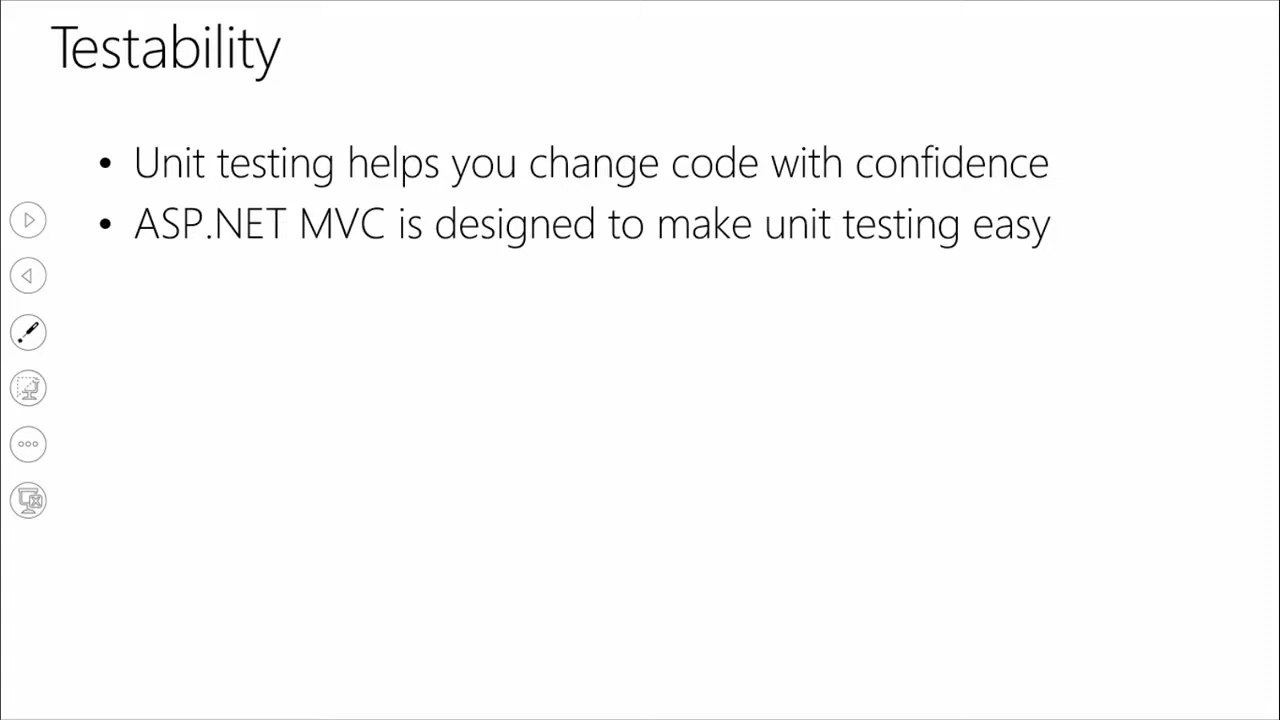 Testability
• Unit testing helps you change code with confidence
• ASP.NET MVC is designed to make unit testing easy